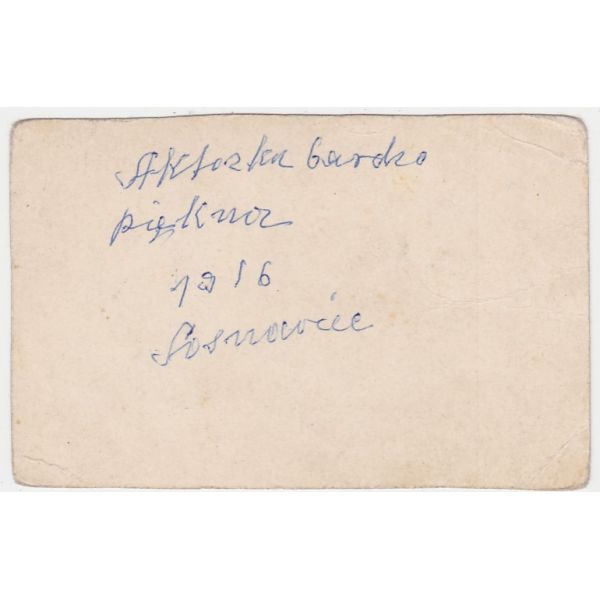 Aktorka bardzo
piękna
1916
Sosnowiec